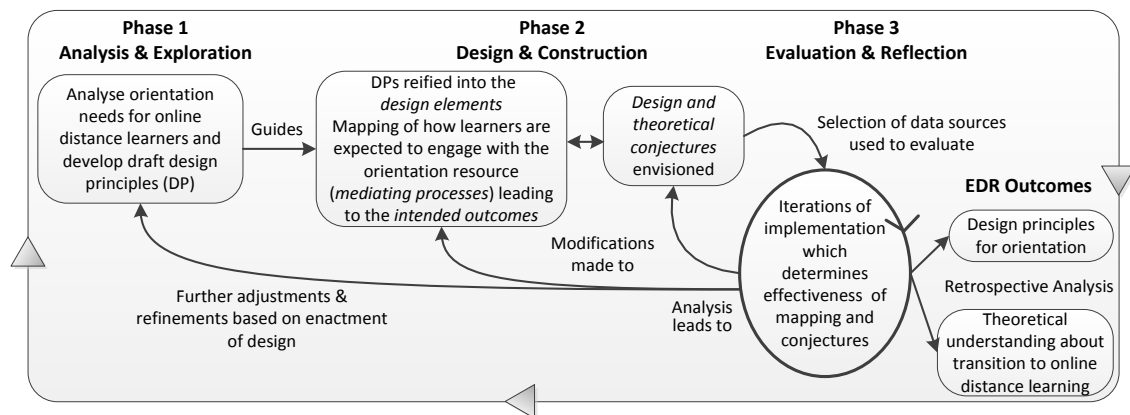 Phase 1
Analysis & Exploration
Phase 2
Design & Construction
Phase 3
Evaluation & Reflection
Analyse orientation
needs for online
distance learners and
develop draft design
principles (DP)
Guides
DPs reified into the
design elements
Mapping of how learners are
expected to engage with the
orientation resource
(mediating processes) leading
to the intended outcomes
Design and
theoretical
conjectures
envisioned
Selection of data sources
used to evaluate
Iterations of
implementation
which
determines
effectiveness of
mapping and
conjectures
EDR Outcomes
Design principles
for orientation
Retrospective Analysis
Theoretical
understanding about
transition to online
distance learning
Modifications
made to
Analysis
leads to
Further adjustments &
refinements based on enactment
of design